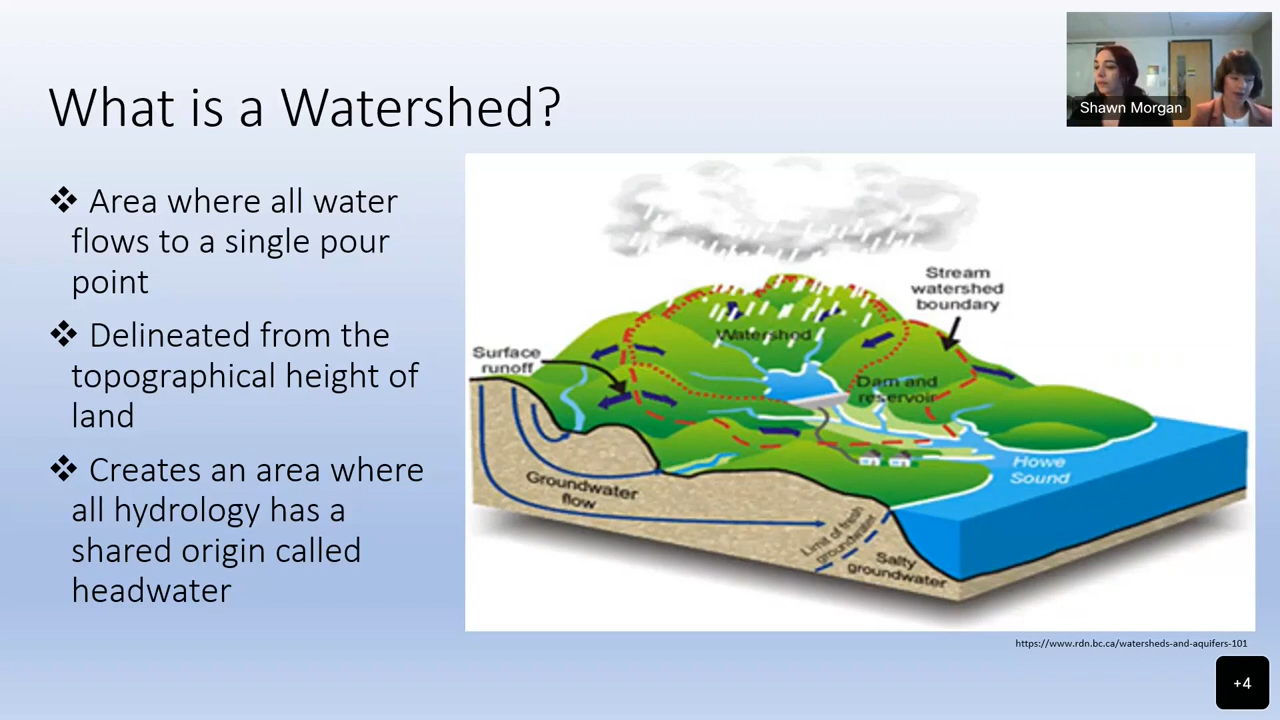 What is a Watershed?
Shawn Morgan
❖ Area where all water
flows to a single pour
point
❖ Delineated from the
topographical height of
land
❖ Creates an area where
all hydrology has a
shared origin called
headwater
Stream
watershed
boundary
Watershed
Surface
runoff
Dam and
reservoir
Howe
Sound
Groundwater
flow
Limit of fresh
groundwater
Salty
groundwater
https://www.rdn.bc.ca/watersheds-and-aquifers-101
+4